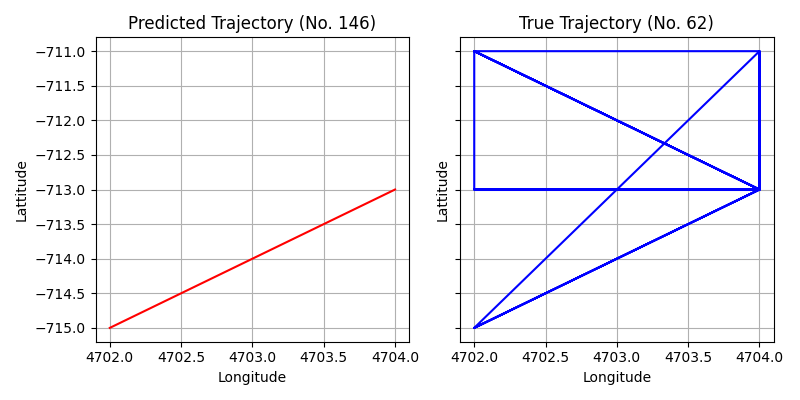 Predicted Trajectory (No. 146)
−711.0
−711.5
−712.0
−712.5
−713.0
−713.5
−714.0
−714.5
−715.0
Lattitude
4702.0 4702.5 4703.0 4703.5 4704.0
Longitude
True Trajectory (No. 62)
Lattitude
4702.0 4702.5 4703.0 4703.5 4704.0
Longitude